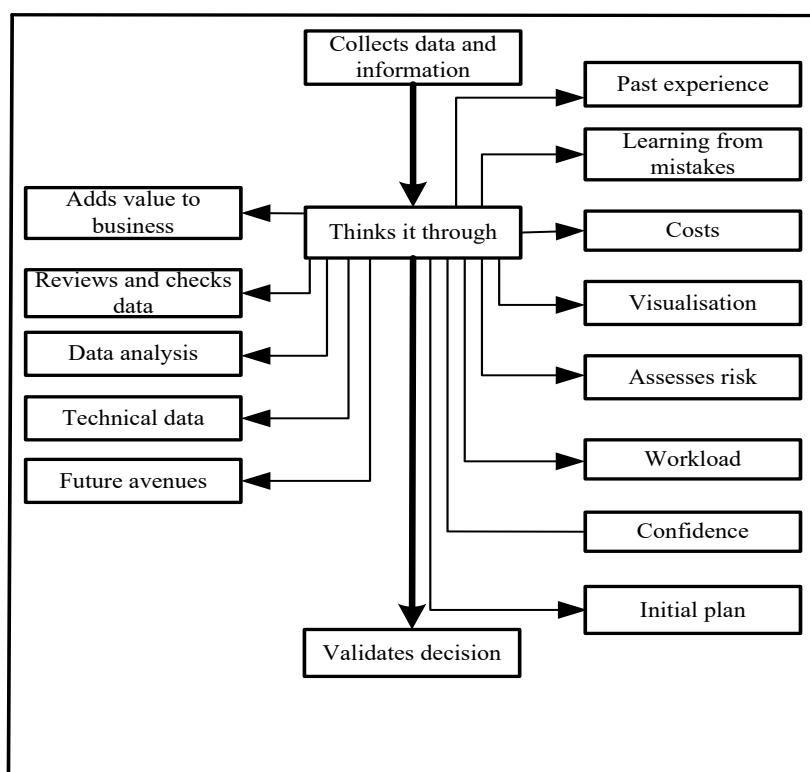 Collects data and
information
Past experience
Learning from
mistakes
Adds value to
business
Thinks it through
Costs
Reviews and checks
data
Visualisation
Data analysis
Assesses risk
Technical data
Workload
Future avenues
Confidence
Initial plan
Validates decision